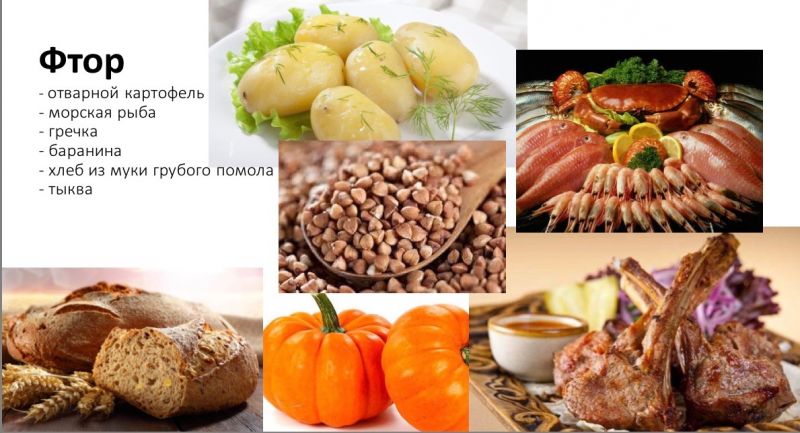 Фтор
- отварной картофель
- морская рыба
- гречка
- баранина
- хлеб из муки грубого помола
- тыква